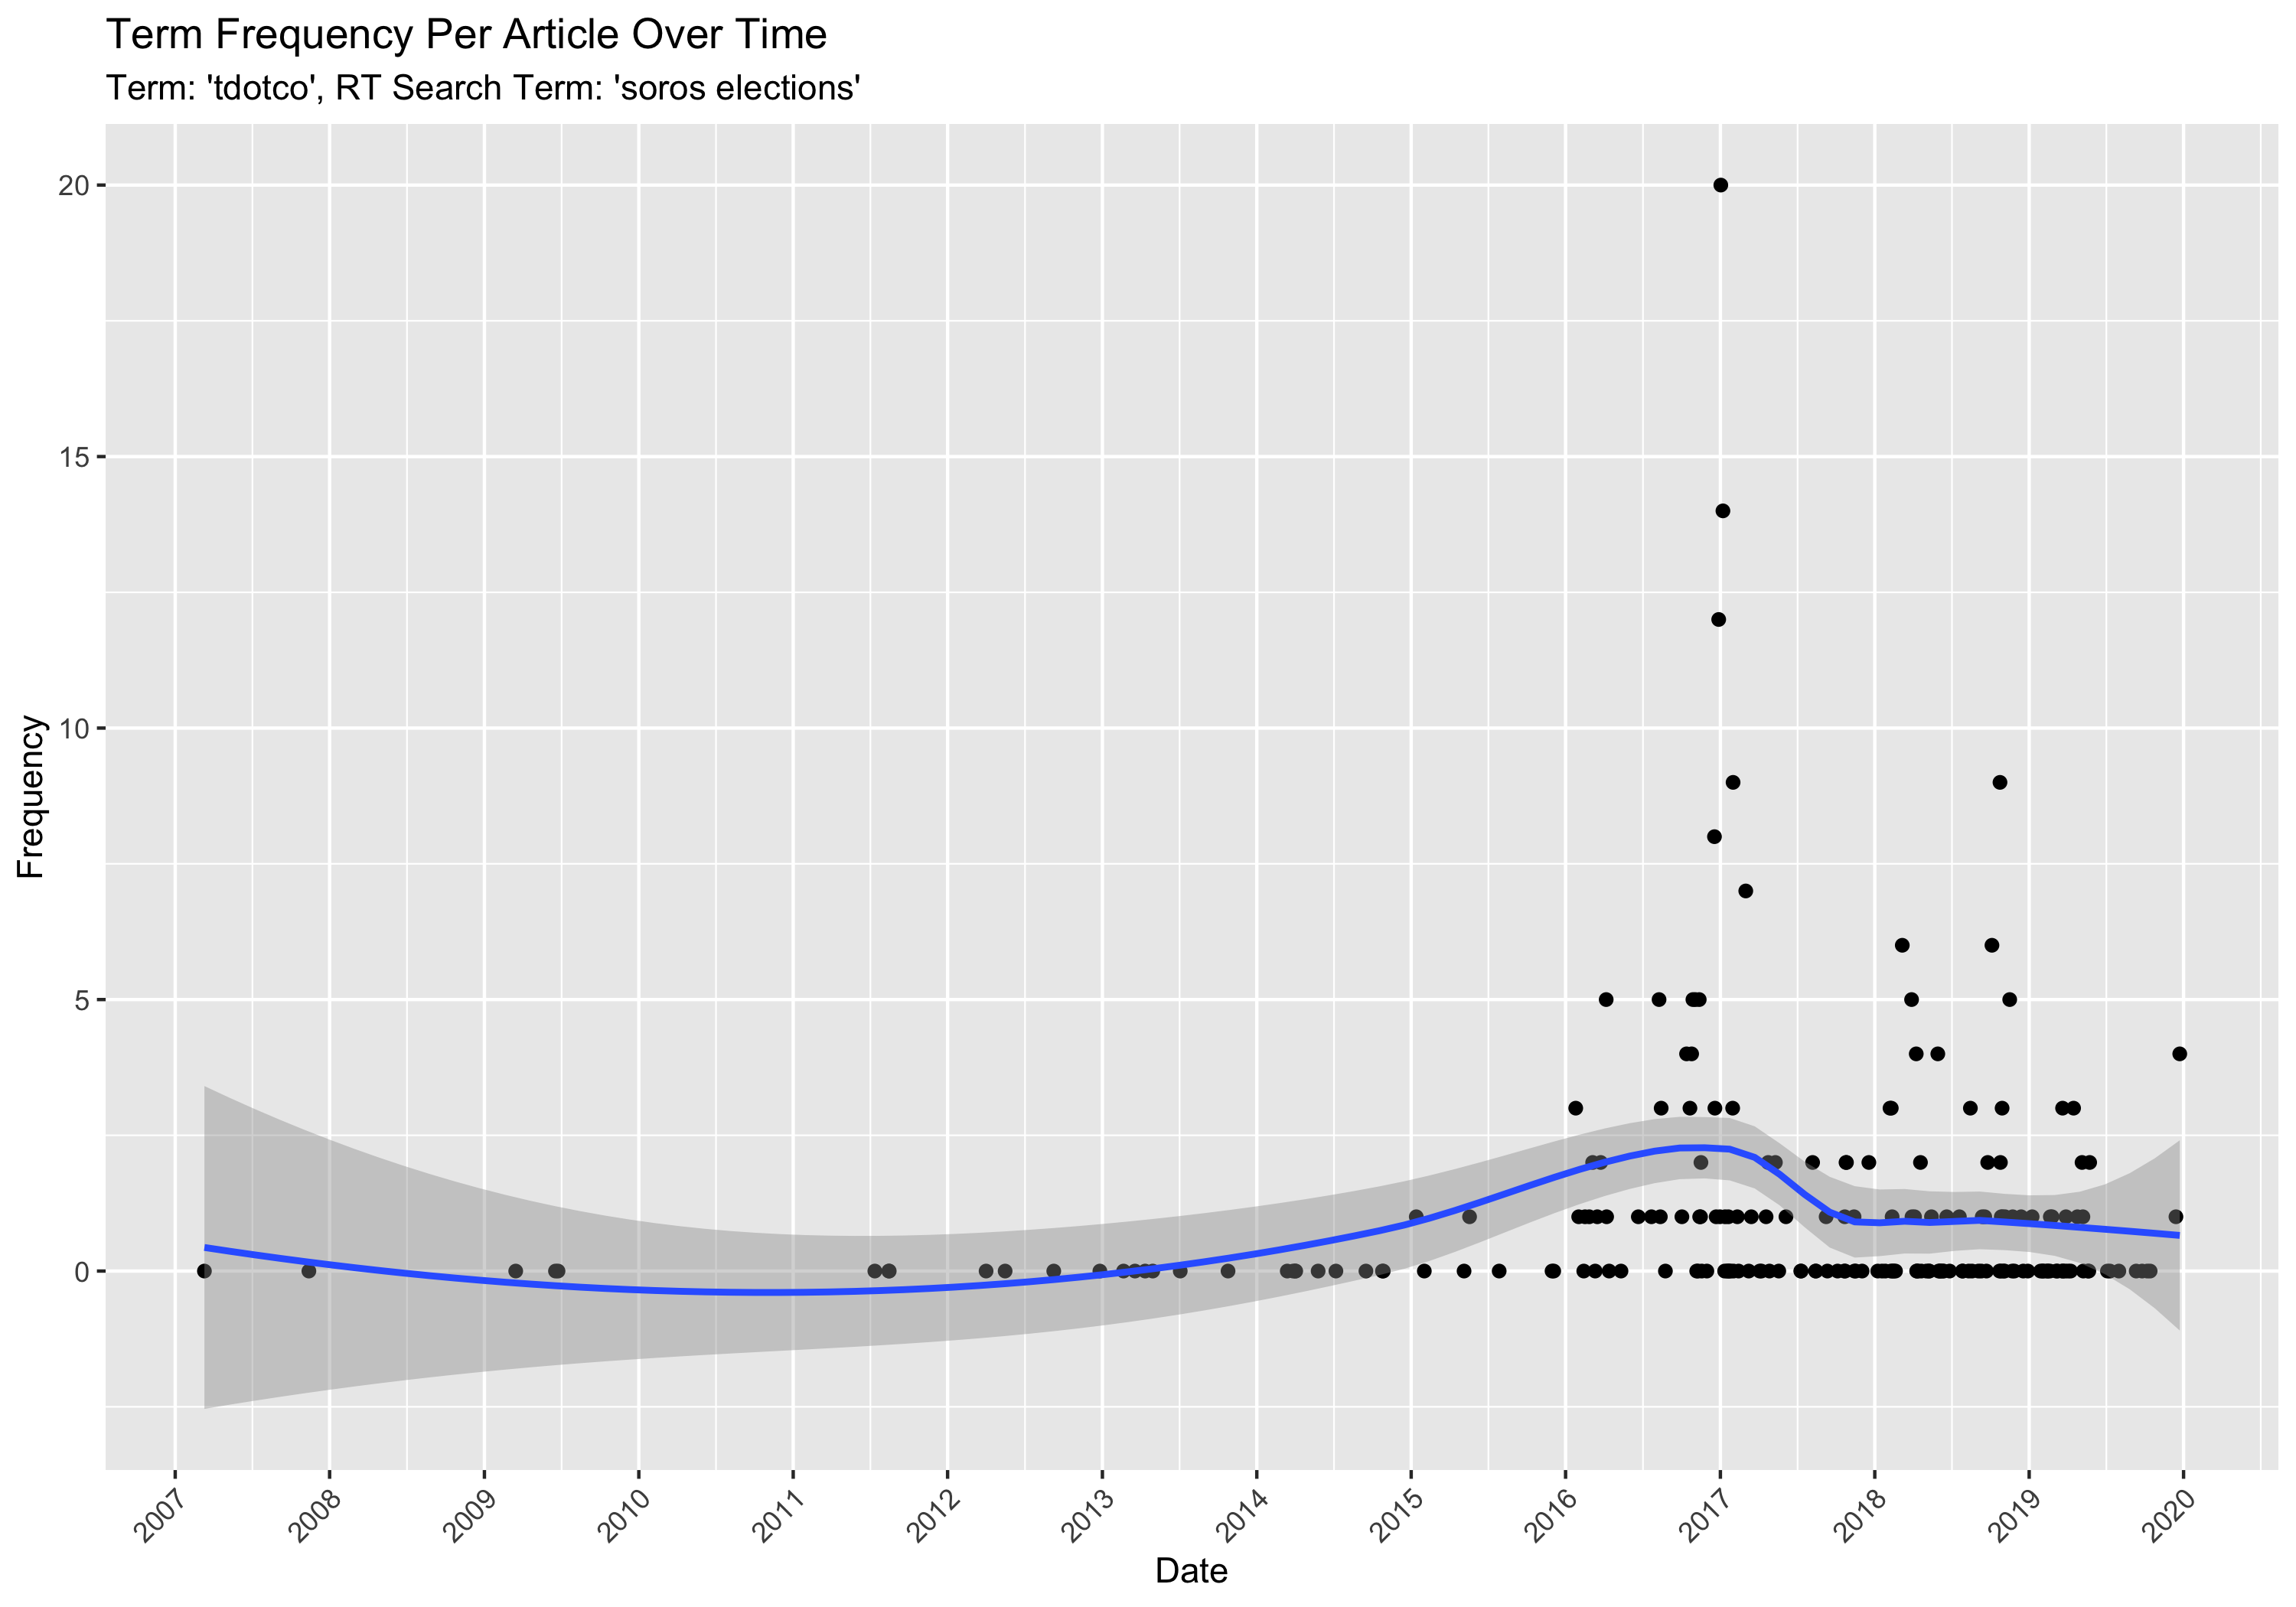 Term Frequency Per Article Over Time
Term: 'tdotco', RT Search Term: 'soros elections'
Frequency
20
15
10
5
0
2007 2008 2009 2010 2011 2012 2013 2014 2015 2016 2017 2018 2019 2020
Date